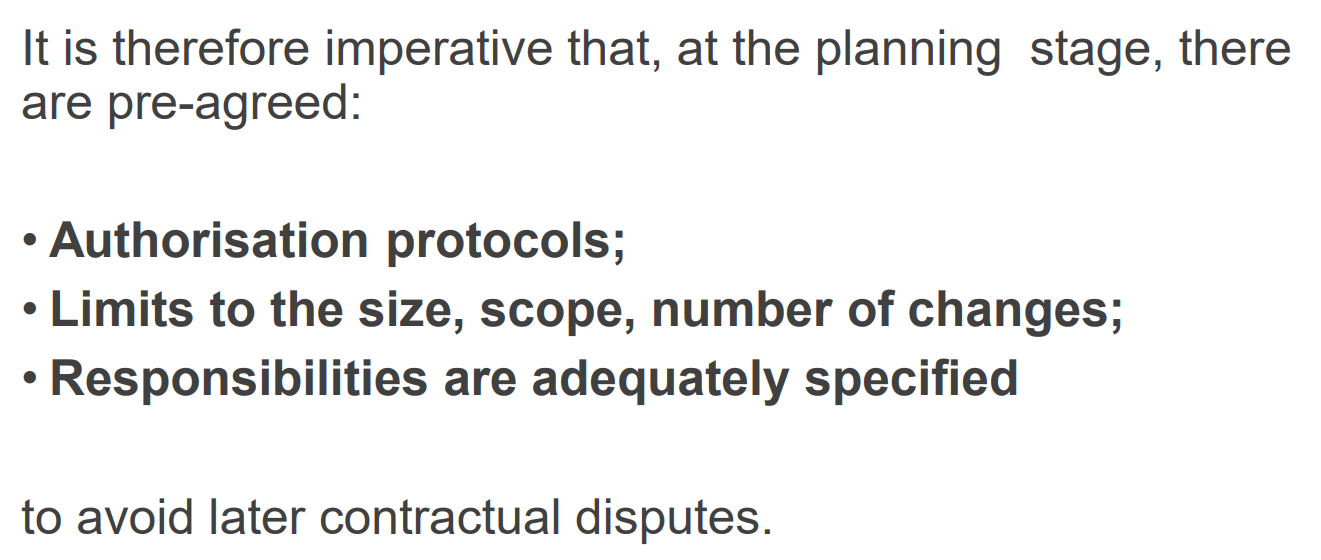 It is therefore imperative that, at the planning  stage, there
are pre-agreed:
• Authorisation protocols;
• Limits to the size, scope, number of changes;
• Responsibilities are adequately specified
to avoid later contractual disputes.